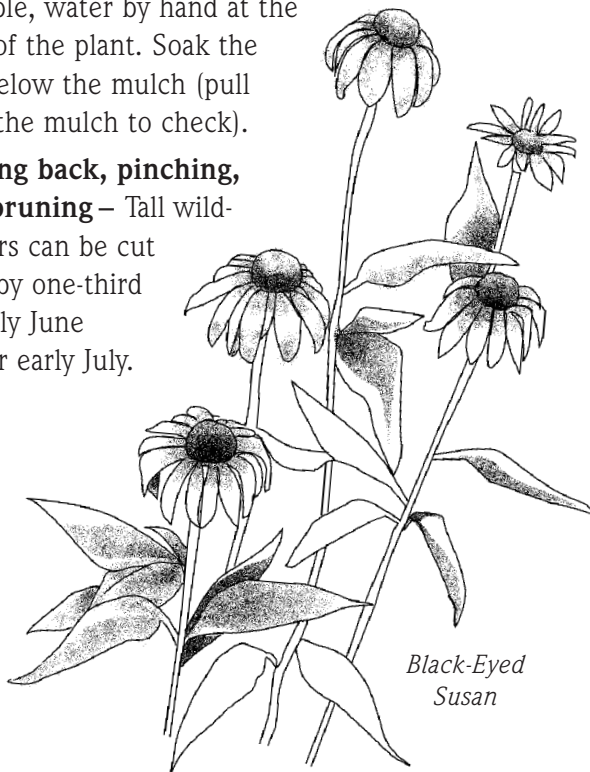 ble, water by hand at the
of the plant. Soak the
elow the mulch (pull
the mulch to check).
ng back, pinching,
pruning – Tall wild-
rs can be cut
by one-third
ly June
r early July.
Black-Eyed
Susan